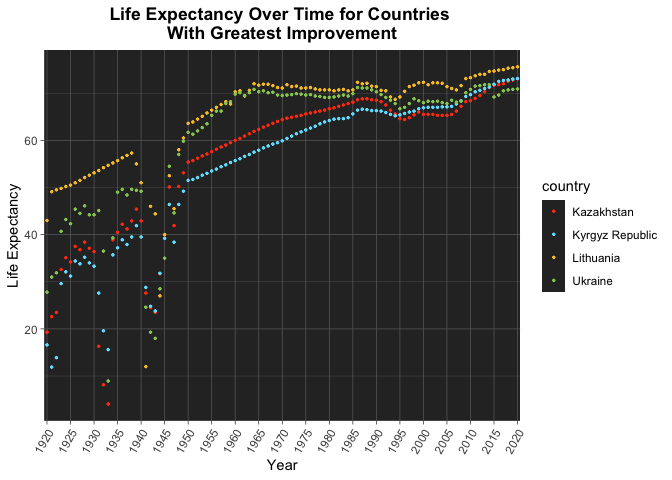 Life Expectancy Over Time for Countries
With Greatest Improvement
Life Expectancy
60
40
20
1920 1925 1930 1935 1940 1945 1950 1955 1960 1965 1970 1975 1980 1985 1990 1995 2000 2005 2010 2015 2020
Year
country
Kazakhstan
Kyrgyz Republic
Lithuania
Ukraine